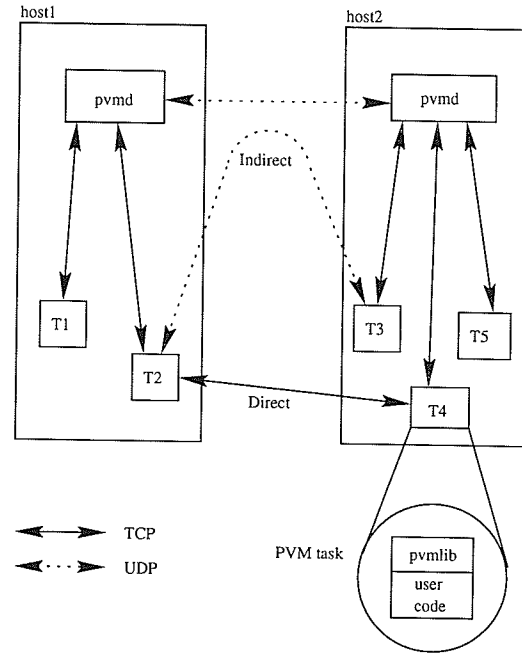 host1
host2
pvmd
pvmd
Indirect
T1
T3
T5
T2
T4
Direct
TCP
UDP
PVM task
pvmlib
user
code